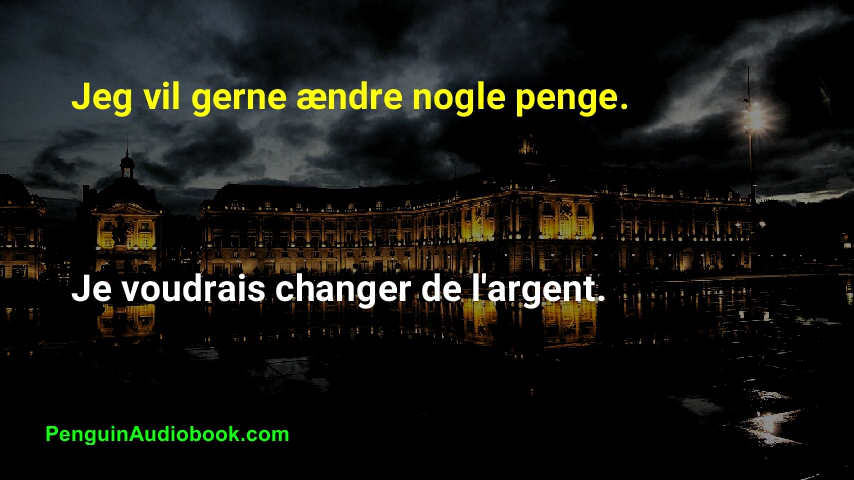 Jeg vil gerne ændre nogle penge.
Je voudrais changer de l'argent.
PenguinAudiobook.com